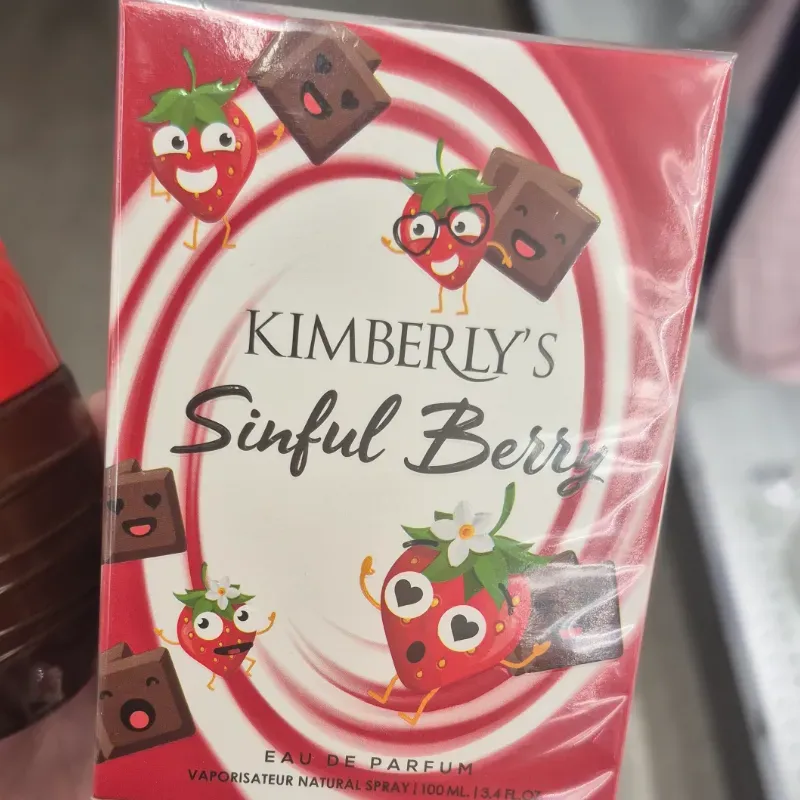 KIMBERLY'S
Sinful Berry
EAU DE PARFUM
VAPORISATEUR NATURAL SPRAY | 100 ML. | 3.4 FL.OZ